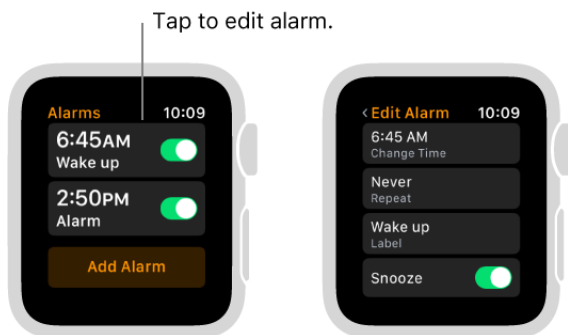 Tap to edit alarm.
Alarms 10:09
6:45AM
Wake up
2:50PM
Alarm
Add Alarm
<Edit Alarm 10:09
6:45 AM
Change Time
Never
Repeat
Wake up
Label
Snooze